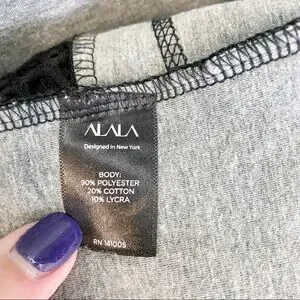 ALALA
Designed in New York
BODY:
90% POLYESTER
20% COTTON
10% LYCRA
RN 141005